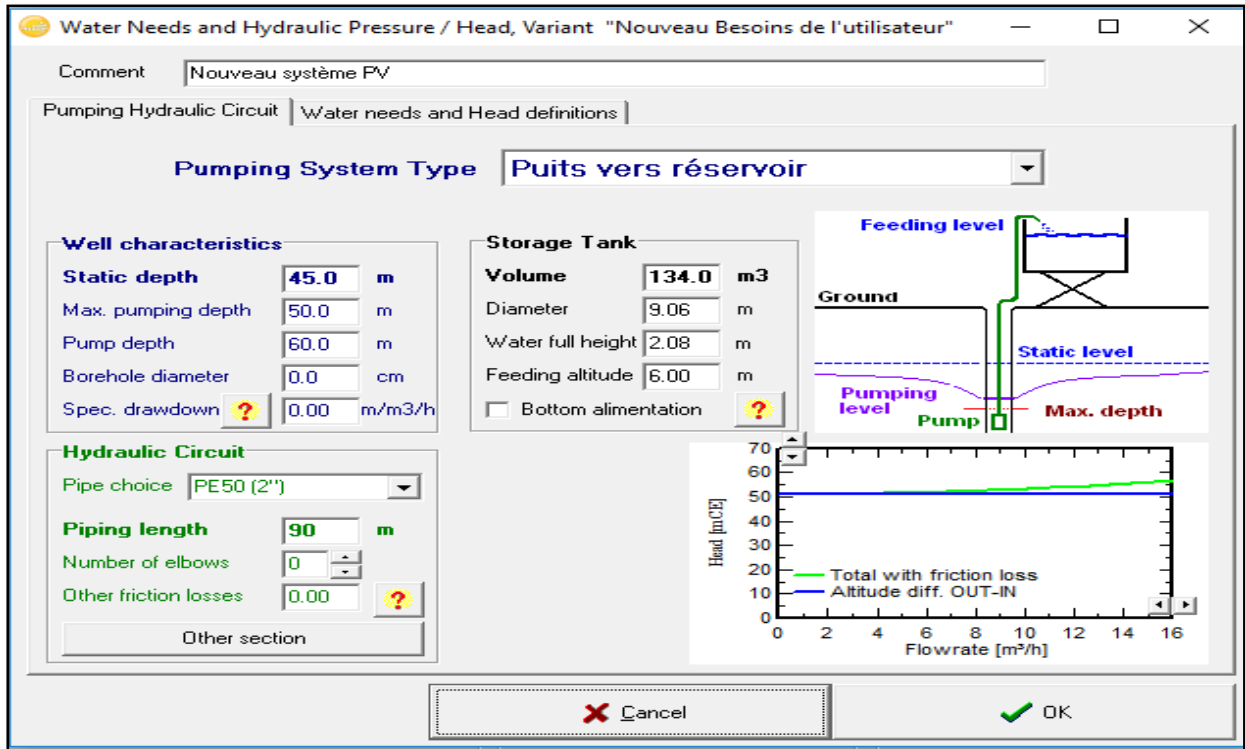 Water Needs and Hydraulic Pressure / Head, Variant "Nouveau Besoins de l'utilisateur"
Comment Nouveau système PV
Pumping Hydraulic Circuit Water needs and Head definitions
Pumping System Type Puits vers réservoir
Well characteristics
Static depth 45.0 m
Max. pumping depth 50.0 m
Pump depth 60.0 m
Borehole diameter 0.0 cm
Spec. drawdown ? 0.00 m/m3/h
Storage Tank
Volume 134.0 m3
Diameter 9.06 m
Water full height 2.08 m
Feeding altitude 6.00 m
Bottom alimentation ?
Feeding level
Ground
Static level
Pumping
level
Pump
Max. depth
Hydraulic Circuit
Pipe choice PE50 (2'')
Piping length 90 m
Number of elbows 0
Other friction losses 0.00 ?
Other section
Head [mCE]
70
60
50
40
30
20
10
0
Total with friction loss
Altitude diff. OUT-IN
0 2 4 6 8 10 12 14 16
Flowrate [m³/h]
Cancel
OK